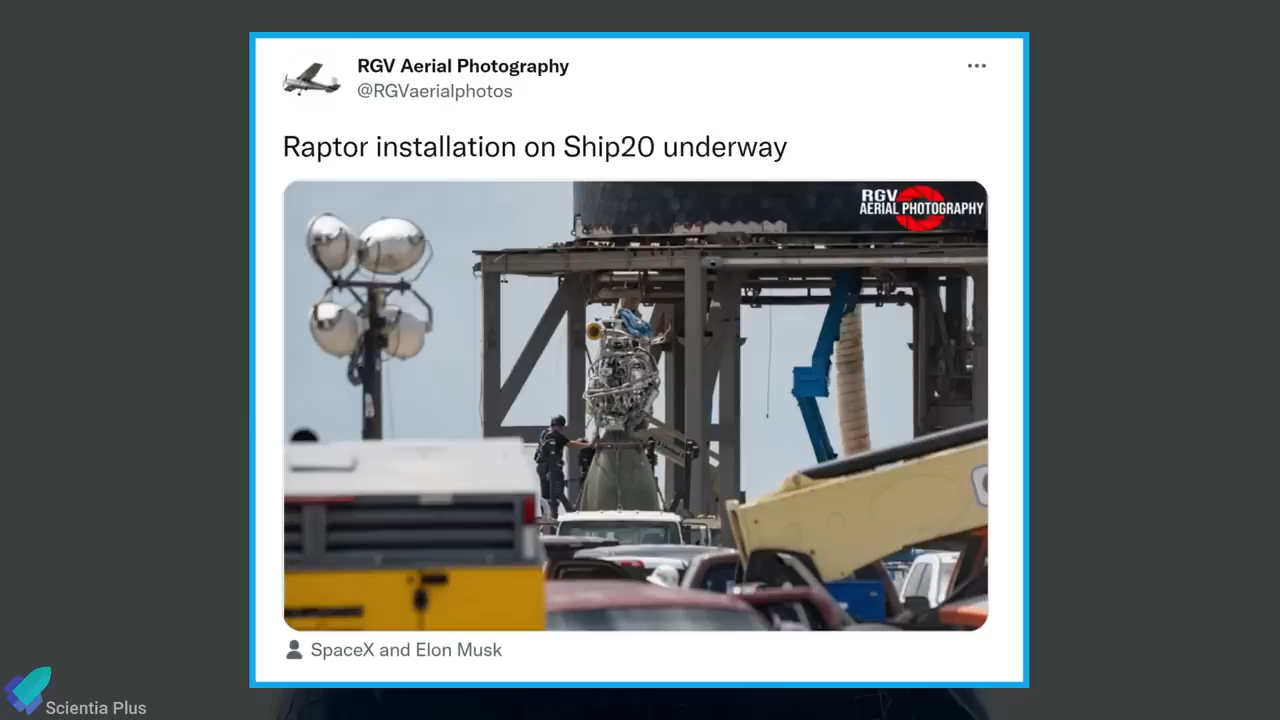 RGV Aerial Photography
@RGVaerialphotos
Raptor installation on Ship20 underway
RGV
AERIAL PHOTOGRAPHY
SpaceX and Elon Musk
Scientia Plus